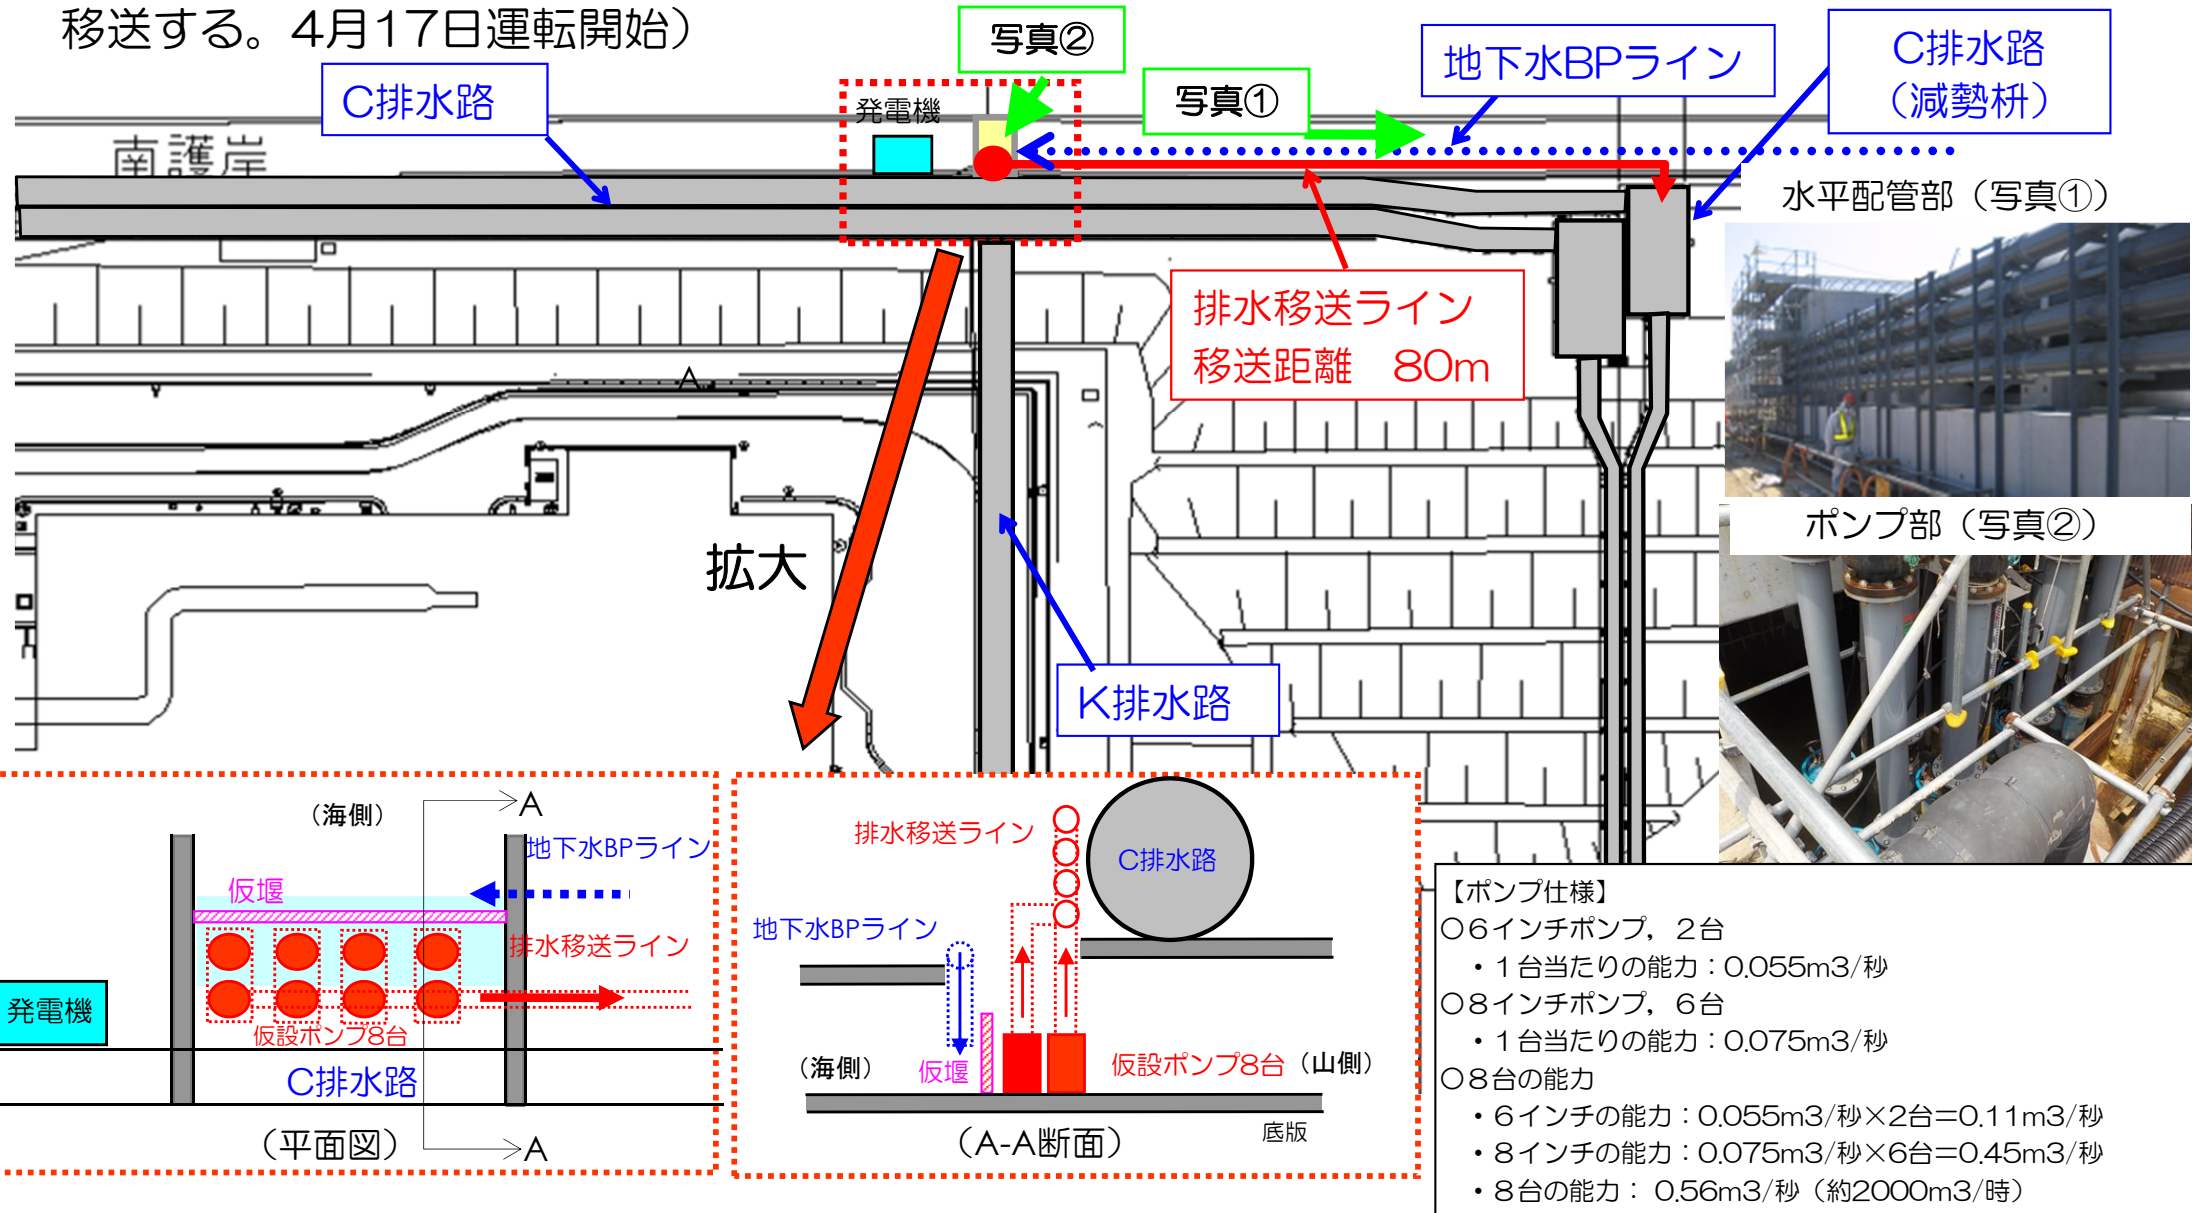 移送する。4月17日運転開始）
写真②
C排水路
地下水BPライン
C排水路
（減勢枡）
写真①
発電機
南護岸
水平配管部（写真①）
排水移送ライン
移送距離　80m
A
ポンプ部（写真②）
拡大
K排水路
（海側）
A
地下水BPライン
仮堰
排水移送ライン
発電機
仮設ポンプ8台
C排水路
（平面図）
A
排水移送ライン
C排水路
地下水BPライン
（海側）
仮堰
仮設ポンプ8台
（山側）
（A-A断面）
底版
【ポンプ仕様】
〇6インチポンプ，2台
・1台当たりの能力：0.055m3/秒
〇8インチポンプ，6台
・1台当たりの能力：0.075m3/秒
〇8台の能力
・6インチの能力：0.055m3/秒×2台＝0.11m3/秒
・8インチの能力：0.075m3/秒×6台＝0.45m3/秒
・8台の能力： 0.56m3/秒（約2000m3/時）